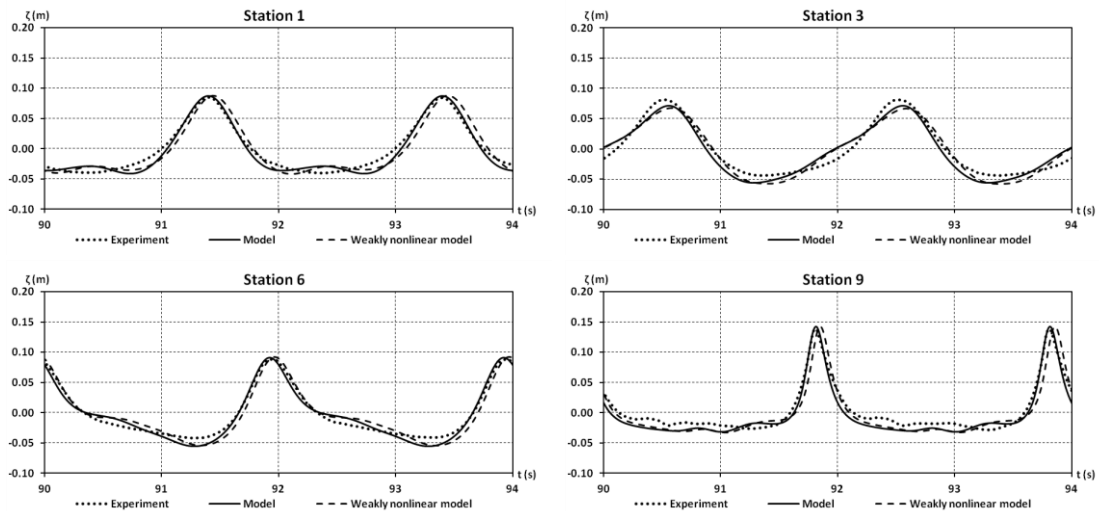 ζ (m) Station 1
0.20
0.15
0.10
0.05
0.00
-0.05
-0.10
90 91 92 93 94
t (s)
Experiment Model Weakly nonlinear model
ζ (m) Station 3
0.20
0.15
0.10
0.05
0.00
-0.05
-0.10
90 91 92 93 94
t (s)
Experiment Model Weakly nonlinear model
ζ (m) Station 6
0.20
0.15
0.10
0.05
0.00
-0.05
-0.10
90 91 92 93 94
t (s)
Experiment Model Weakly nonlinear model
ζ (m) Station 9
0.20
0.15
0.10
0.05
0.00
-0.05
-0.10
90 91 92 93 94
t (s)
Experiment Model Weakly nonlinear model